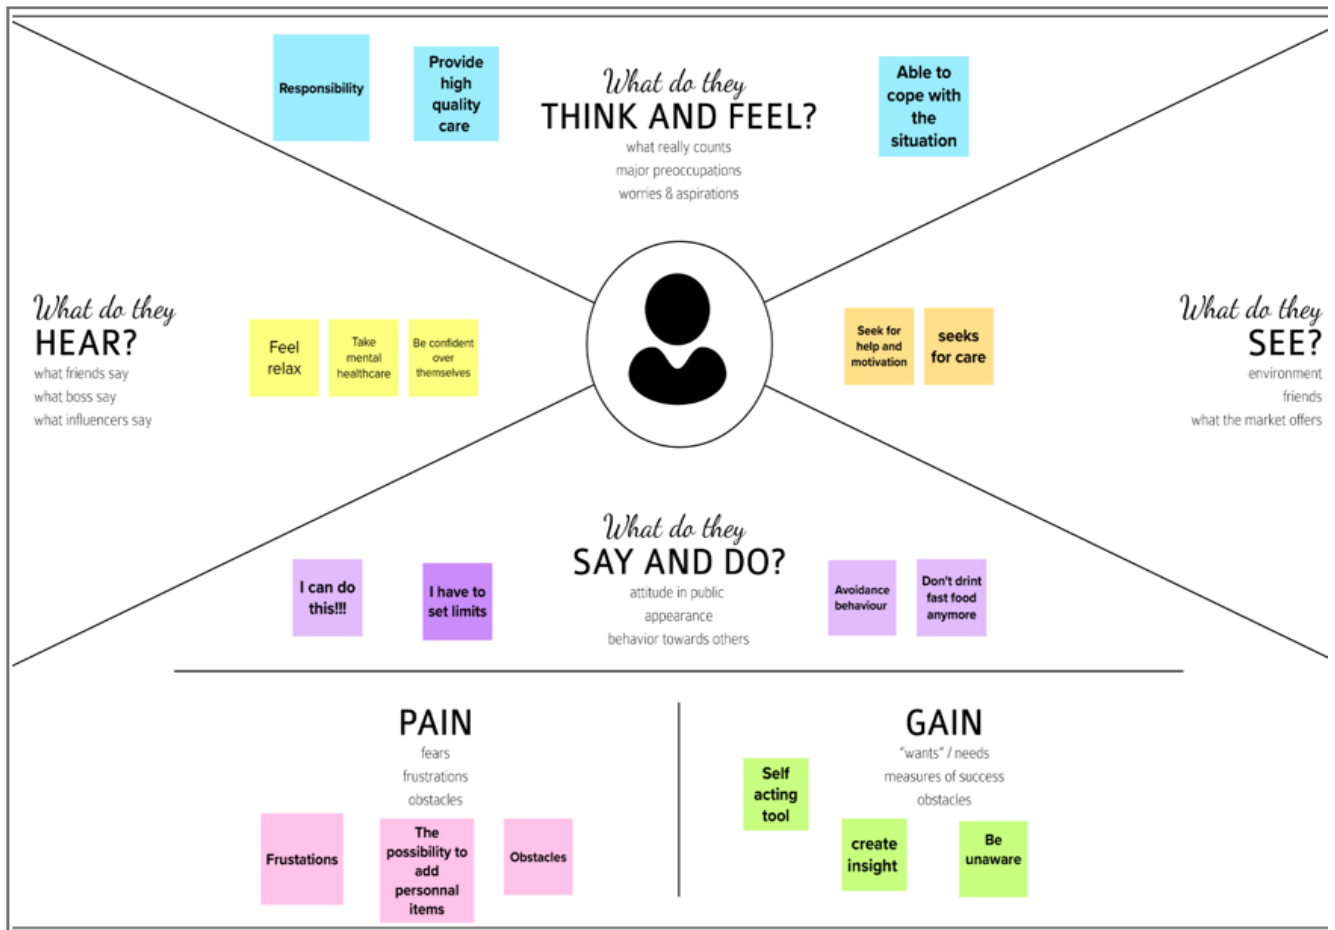 Responsibility
Provide
high
quality
care
What do they
THINK AND FEEL?
what really counts
major preoccupations
worries & aspirations
Able to
cope with
the
situation
What do they
HEAR?
what friends say
what boss say
what influencers say
Feel
relax
Take
mental
healthcare
Be confident
over
themselves
Seek for
help and
motivation
seeks
for care
What do they
SEE?
environment
friends
what the market offers
What do they
SAY AND DO?
attitude in public
appearance
behavior towards others
I can do
this!!!
I have to
set limits
Avoidance
behaviour
Don't drint
fast food
anymore
PAIN
fears
frustrations
obstacles
Frustations
The
possibility to
add
personnal
items
Obstacles
GAIN
"wants" / needs
measures of success
obstacles
Self
acting
tool
create
insight
Be
unaware